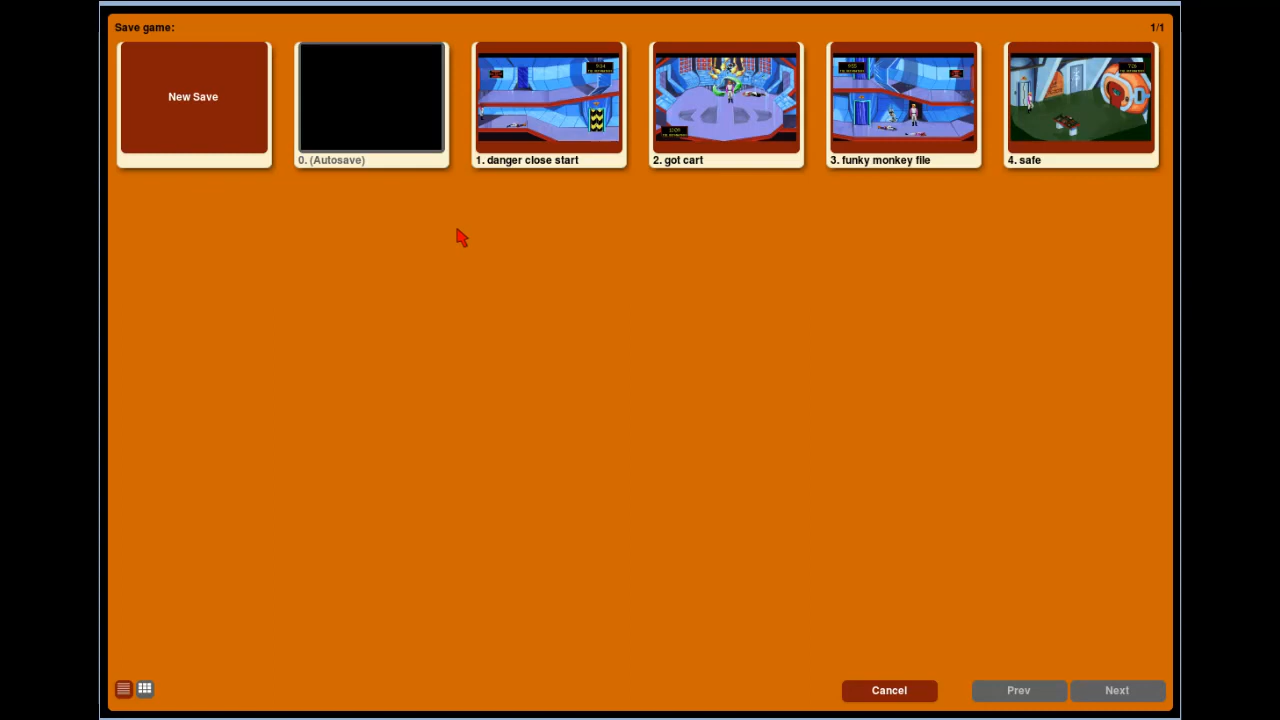 Save game:
1/1
New Save
0. (Autosave)
1. danger close start
2. got cart
3. funky monkey file
4. safe
Cancel
Prev
Next